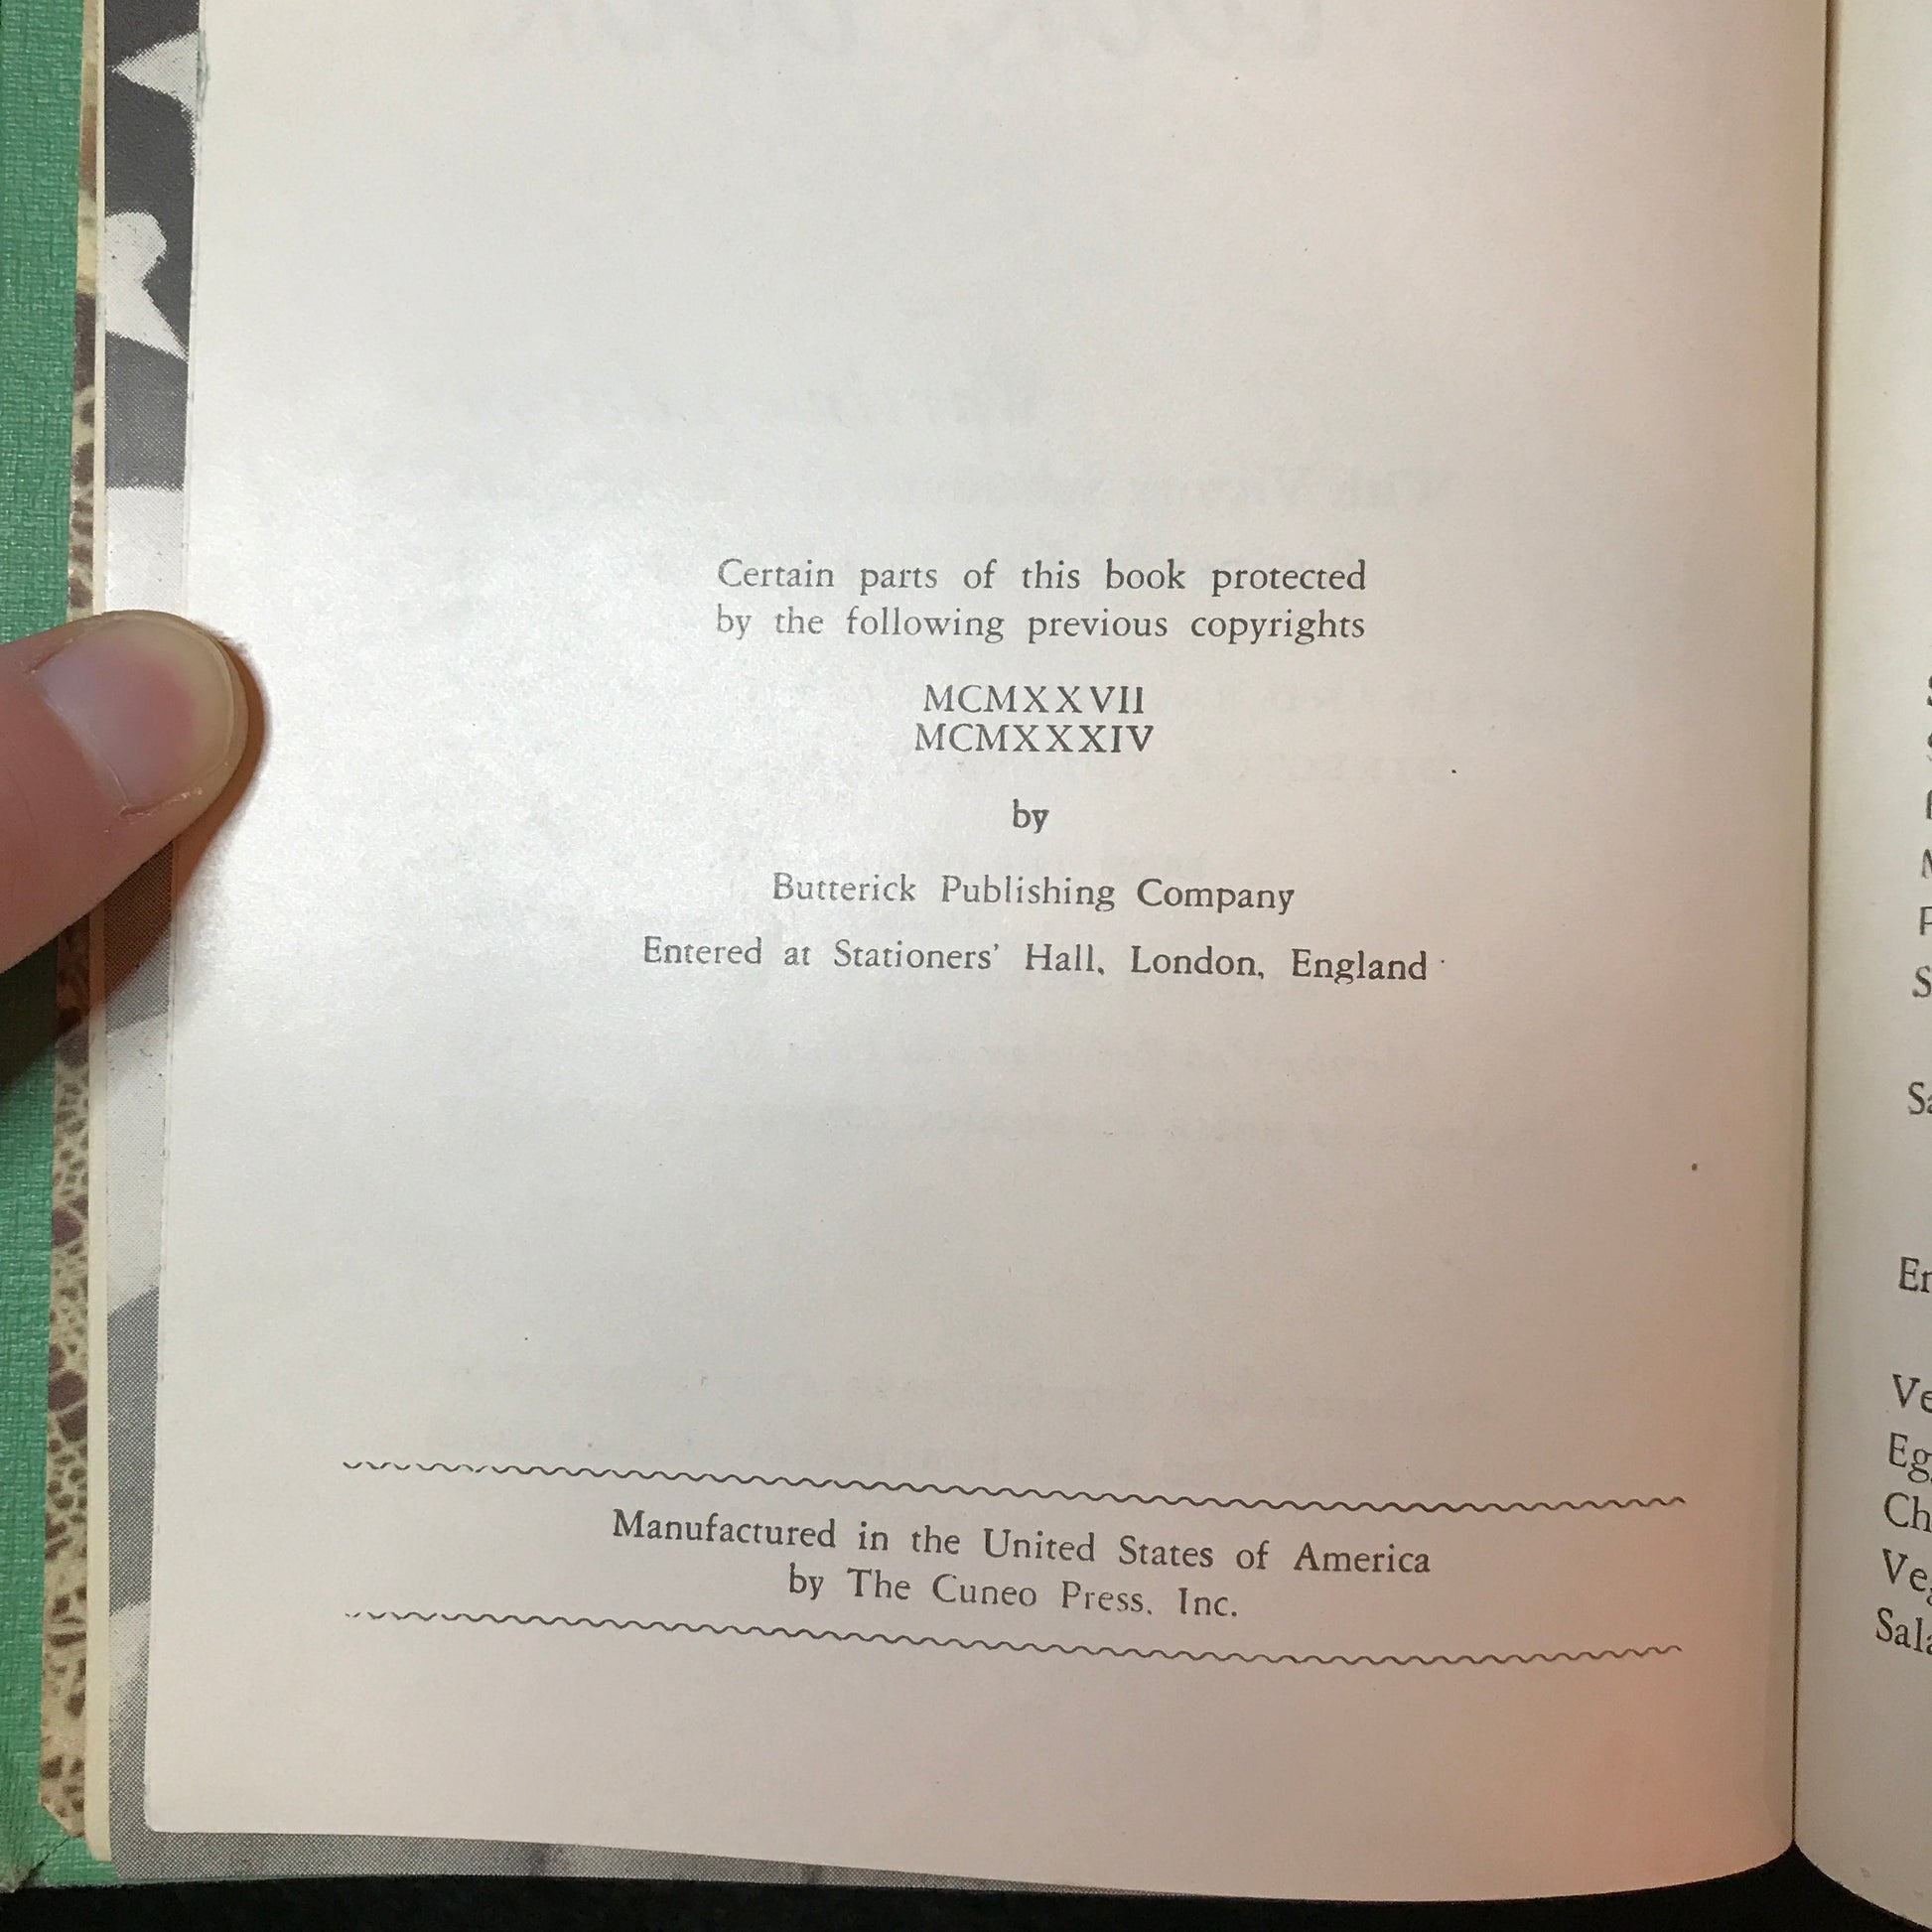 Certain parts of this book protected
by the following previous copyrights
MCMXXVII
MCMXXXIV
by
Butterick Publishing Company
Entered at Stationers' Hall, London, England
Manufactured in the United States of America
by The Cuneo Press, Inc.